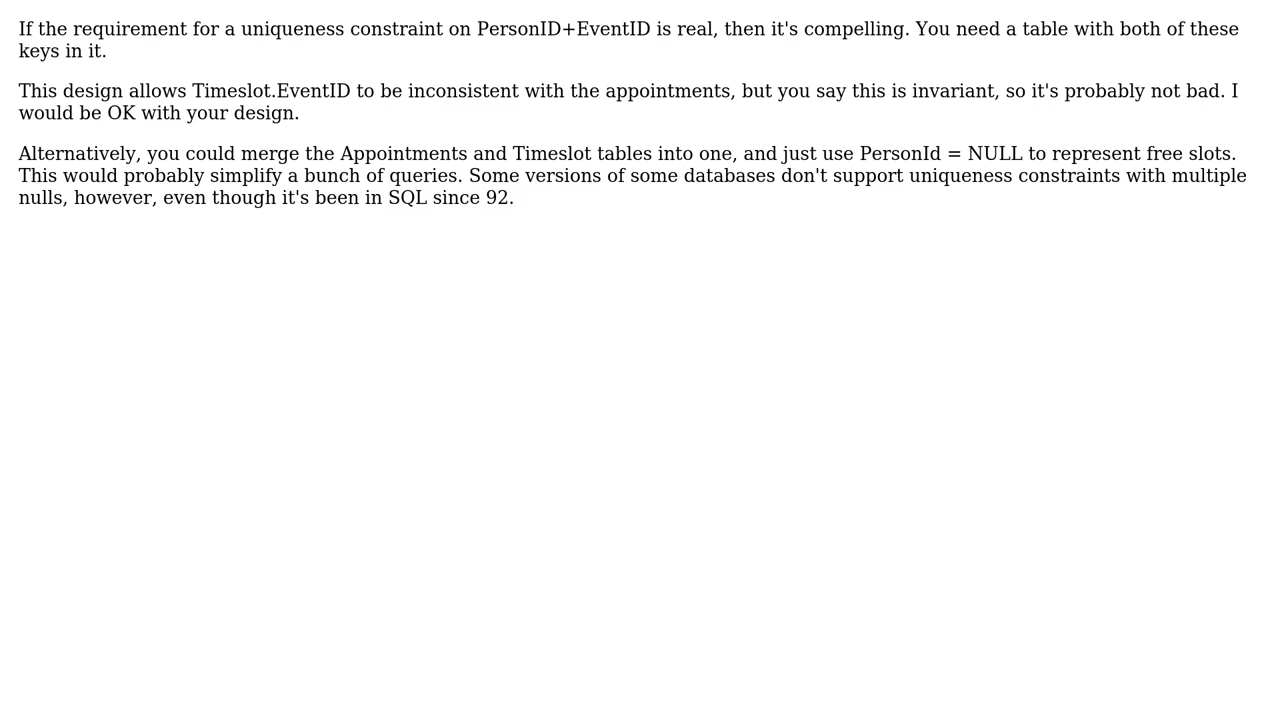 If the requirement for a uniqueness constraint on PersonID+EventID is real, then it's compelling. You need a table with both of these
keys in it.
This design allows Timeslot.EventID to be inconsistent with the appointments, but you say this is invariant, so it's probably not bad. I
would be OK with your design.
Alternatively, you could merge the Appointments and Timeslot tables into one, and just use PersonId = NULL to represent free slots.
This would probably simplify a bunch of queries. Some versions of some databases don't support uniqueness constraints with multiple
nulls, however, even though it's been in SQL since 92.